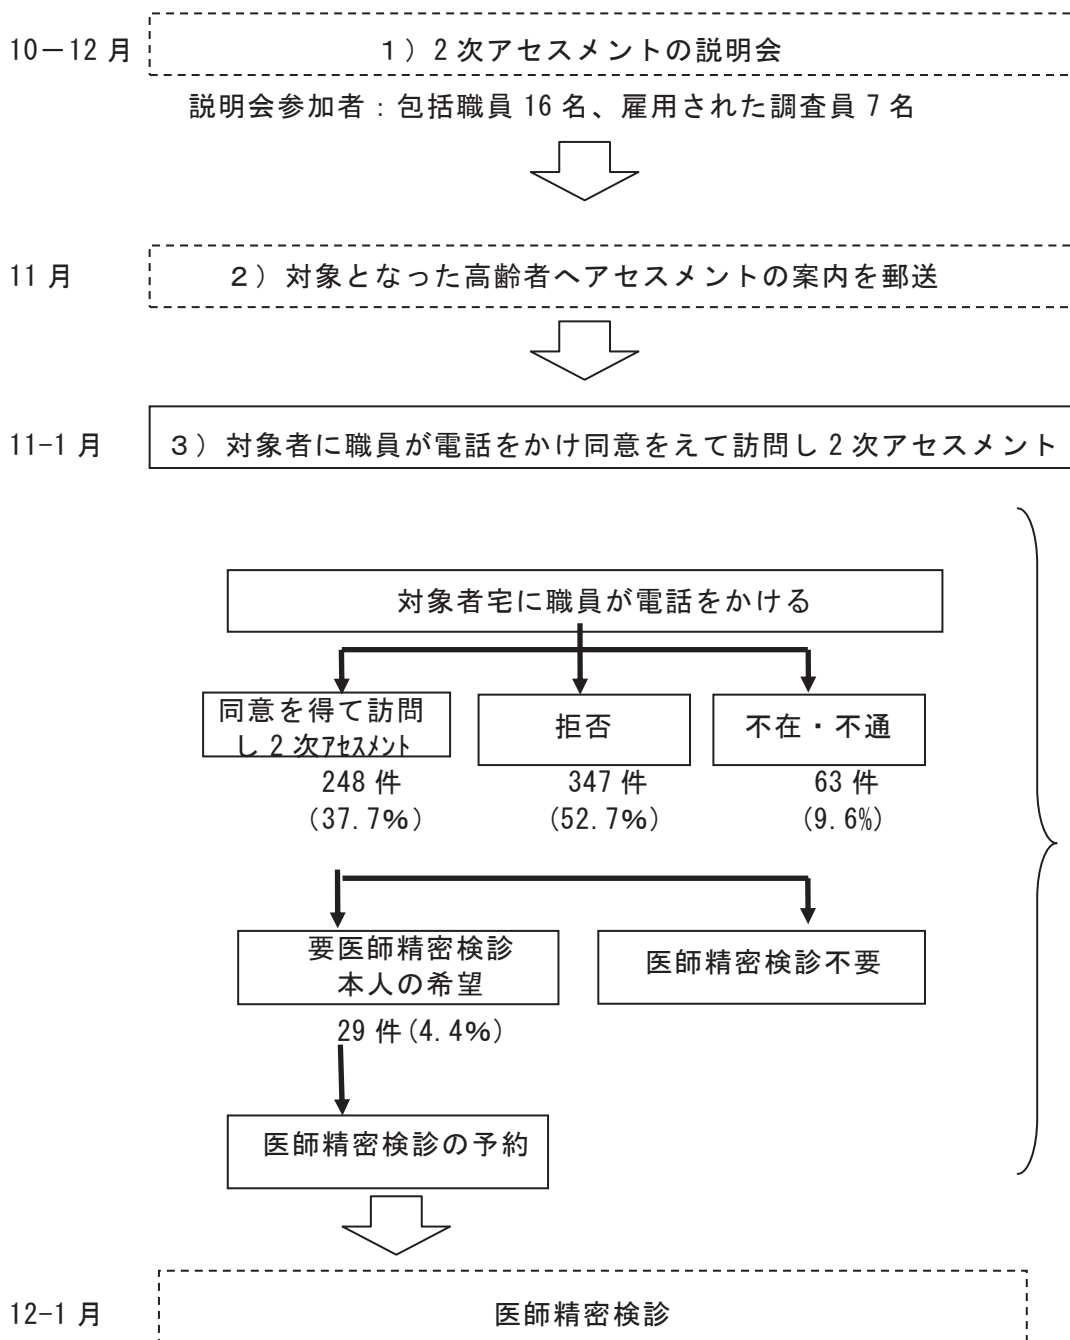 10－12 月
1）2 次アセスメントの説明会
説明会参加者：包括職員 16 名、雇用された調査員 7 名
11 月
２）対象となった高齢者へアセスメントの案内を郵送
11-1 月
３）対象者に職員が電話をかけ同意をえて訪問し 2 次アセスメント
対象者宅に職員が電話をかける
同意を得て訪問
し 2 次ｱｾｽﾒﾝﾄ
拒否
不在・不通
248 件
347 件
63 件
(37.7%)
(52.7%)
(9.6%)
要医師精密検診
本人の希望
医師精密検診不要
29 件(4.4%)
医師精密検診の予約
12-1 月
医師精密検診